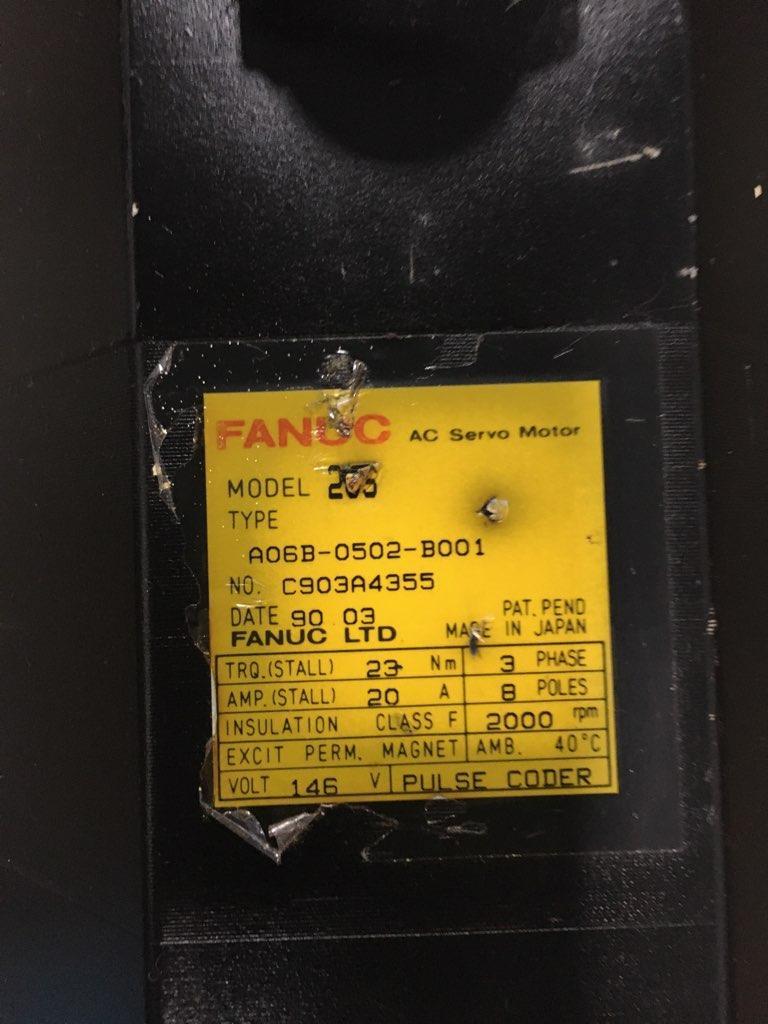 FANUC AC Servo Motor
MODEL
TYPE
A06B-0502-B001
NO. C903A4355
DATE 90 03 PAT. PEND
FANUC LTD MADE IN JAPAN
TRQ.(STALL) 23 Nm 3 PHASE
AMP.(STALL) 20 A 8 POLES
INSULATION CLASS F 2000 rpm
EXCIT PERM. MAGNET AMB. 40°C
VOLT 146 V PULSE CODER